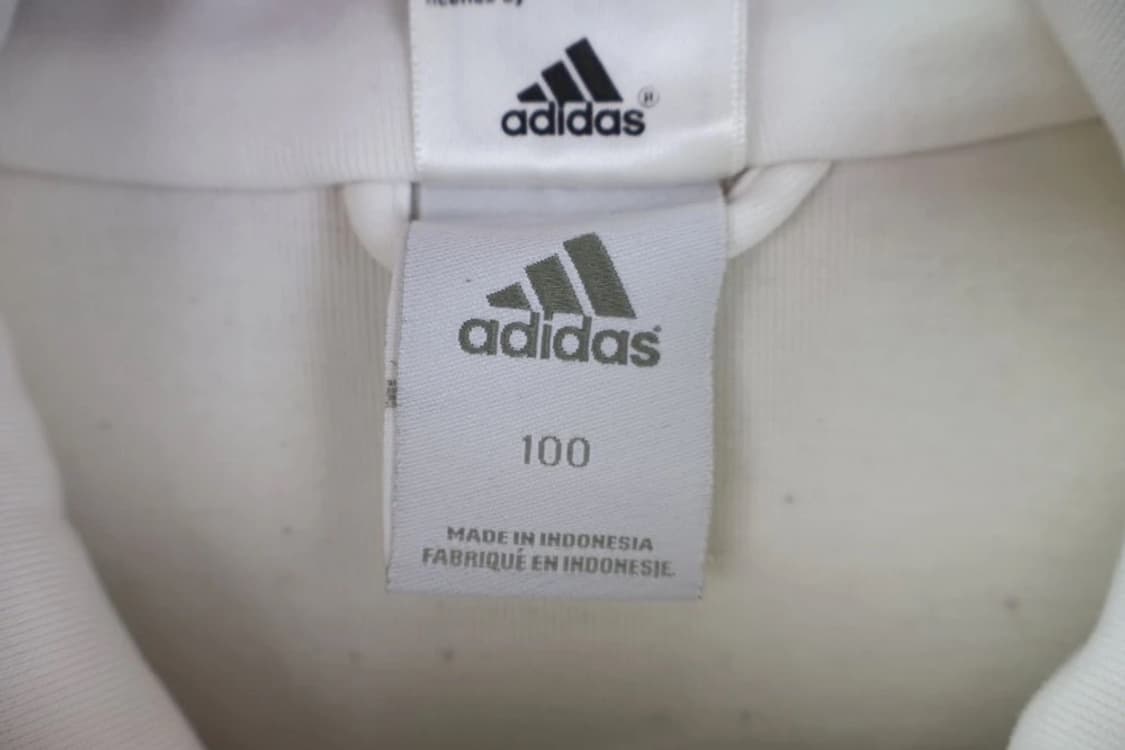 adidas
®
adidas
100
MADE IN INDONESIA
FABRIQUÉ EN INDONESIE